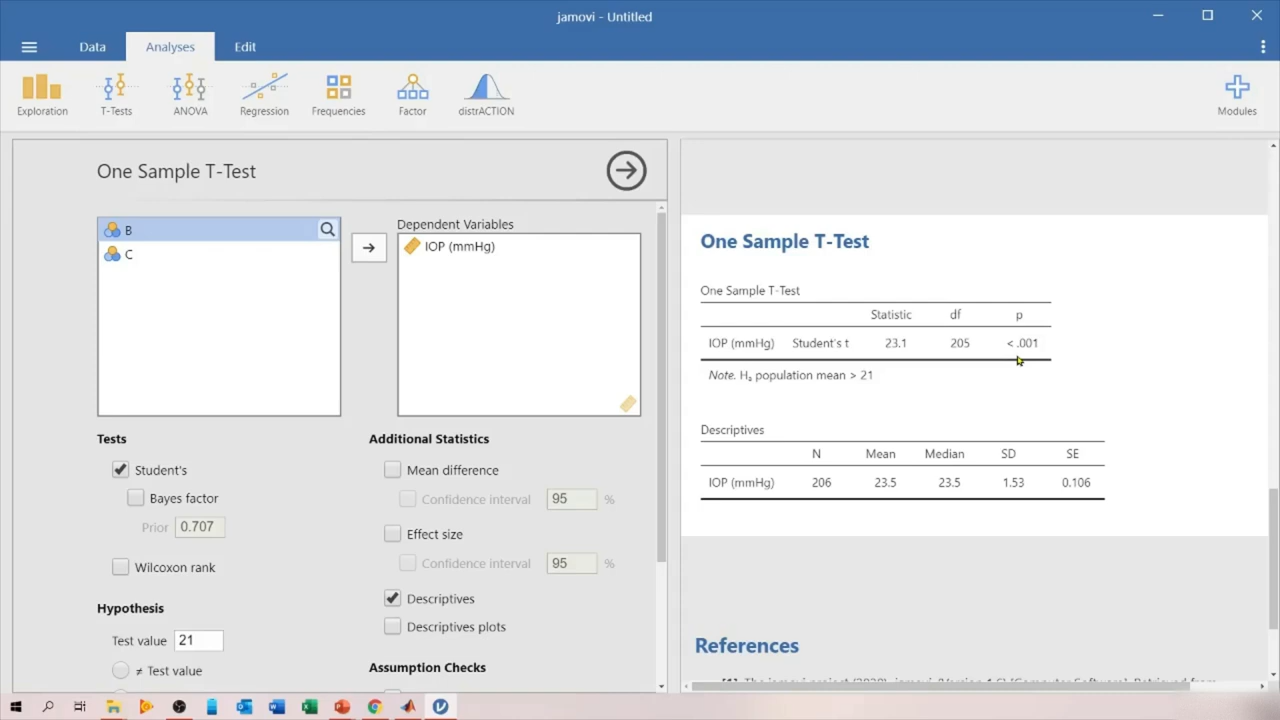 jamovi - Untitled
Data Analyses Edit
Exploration T-Tests ANOVA Regression Frequencies Factor distrACTION Modules
One Sample T-Test
B
C
Dependent Variables
IOP (mmHg)
Tests
Student's
Bayes factor
Prior 0.707
Wilcoxon rank
Hypothesis
Test value 21
≠ Test value
Additional Statistics
Mean difference
Confidence interval 95 %
Effect size
Confidence interval 95 %
Descriptives
Descriptives plots
Assumption Checks
One Sample T-Test
One Sample T-Test
Statistic df p
IOP (mmHg) Student's t 23.1 205 < .001
Note. Hₐ population mean > 21
Descriptives
N Mean Median SD SE
IOP (mmHg) 206 23.5 23.5 1.53 0.106
References